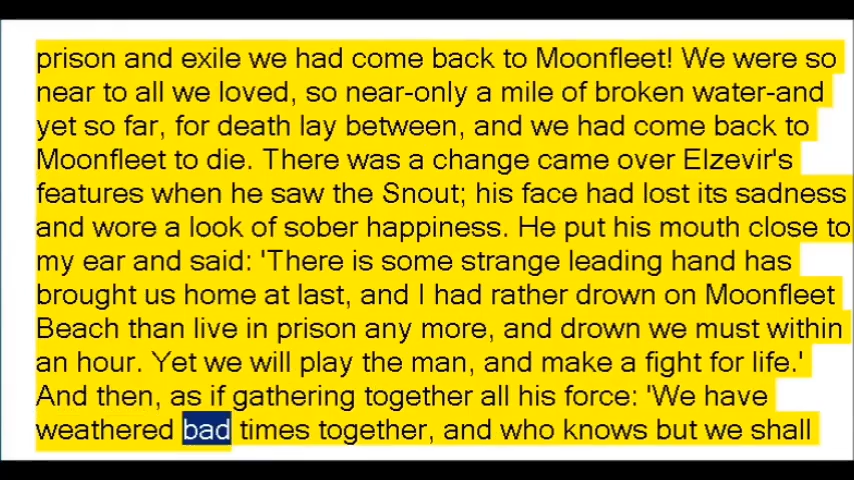 prison and exile we had come back to Moonfleet! We were so
near to all we loved, so near-only a mile of broken water-and
yet so far, for death lay between, and we had come back to
Moonfleet to die. There was a change came over Elzevir's
features when he saw the Snout; his face had lost its sadness
and wore a look of sober happiness. He put his mouth close to
my ear and said: 'There is some strange leading hand has
brought us home at last, and I had rather drown on Moonfleet
Beach than live in prison any more, and drown we must within
an hour. Yet we will play the man, and make a fight for life.'
And then, as if gathering together all his force: 'We have
weathered bad times together, and who knows but we shall